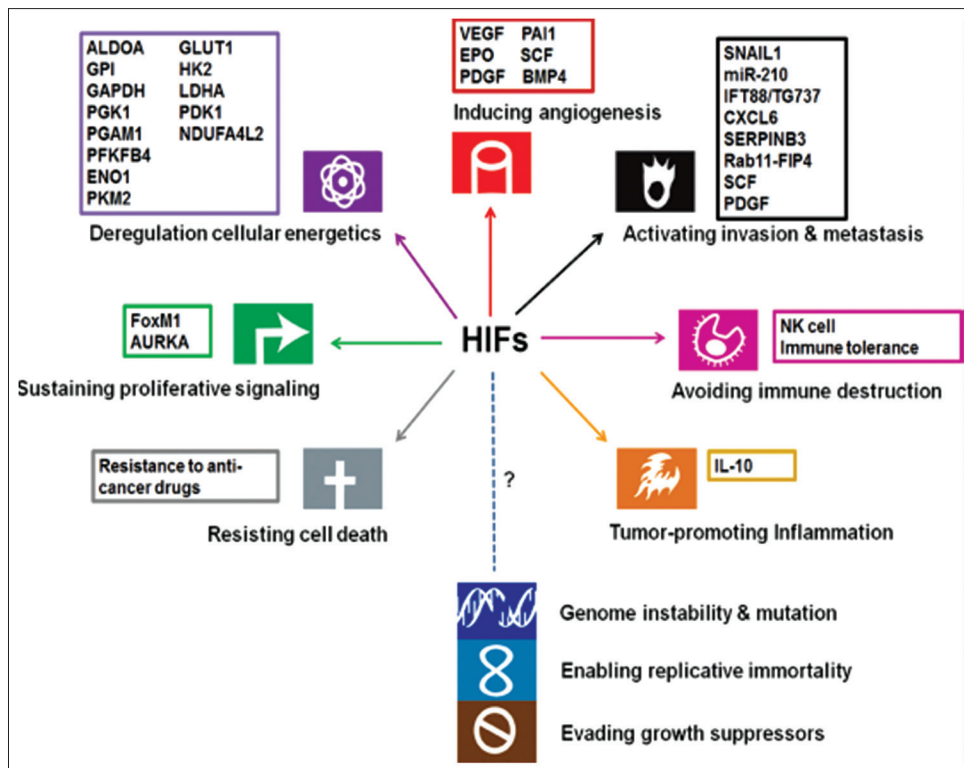 ALDOA GLUT1
GPI HK2
GAPDH LDHA
PGK1 PDK1
PGAM1 NDUFA4L2
PFKFB4
ENO1
PKM2
Deregulation cellular energetics
VEGF PAI1
EPO SCF
PDGF BMP4
Inducing angiogenesis
SNAIL1
miR-210
IFT88/TG737
CXCL6
SERPINB3
Rab11-FIP4
SCF
PDGF
Activating invasion & metastasis
HIFs
FoxM1
AURKA
Sustaining proliferative signaling
NK cell
Immune tolerance
Avoiding immune destruction
Resistance to anti-
cancer drugs
Resisting cell death
?
IL-10
Tumor-promoting Inflammation
Genome instability & mutation
Enabling replicative immortality
Evading growth suppressors